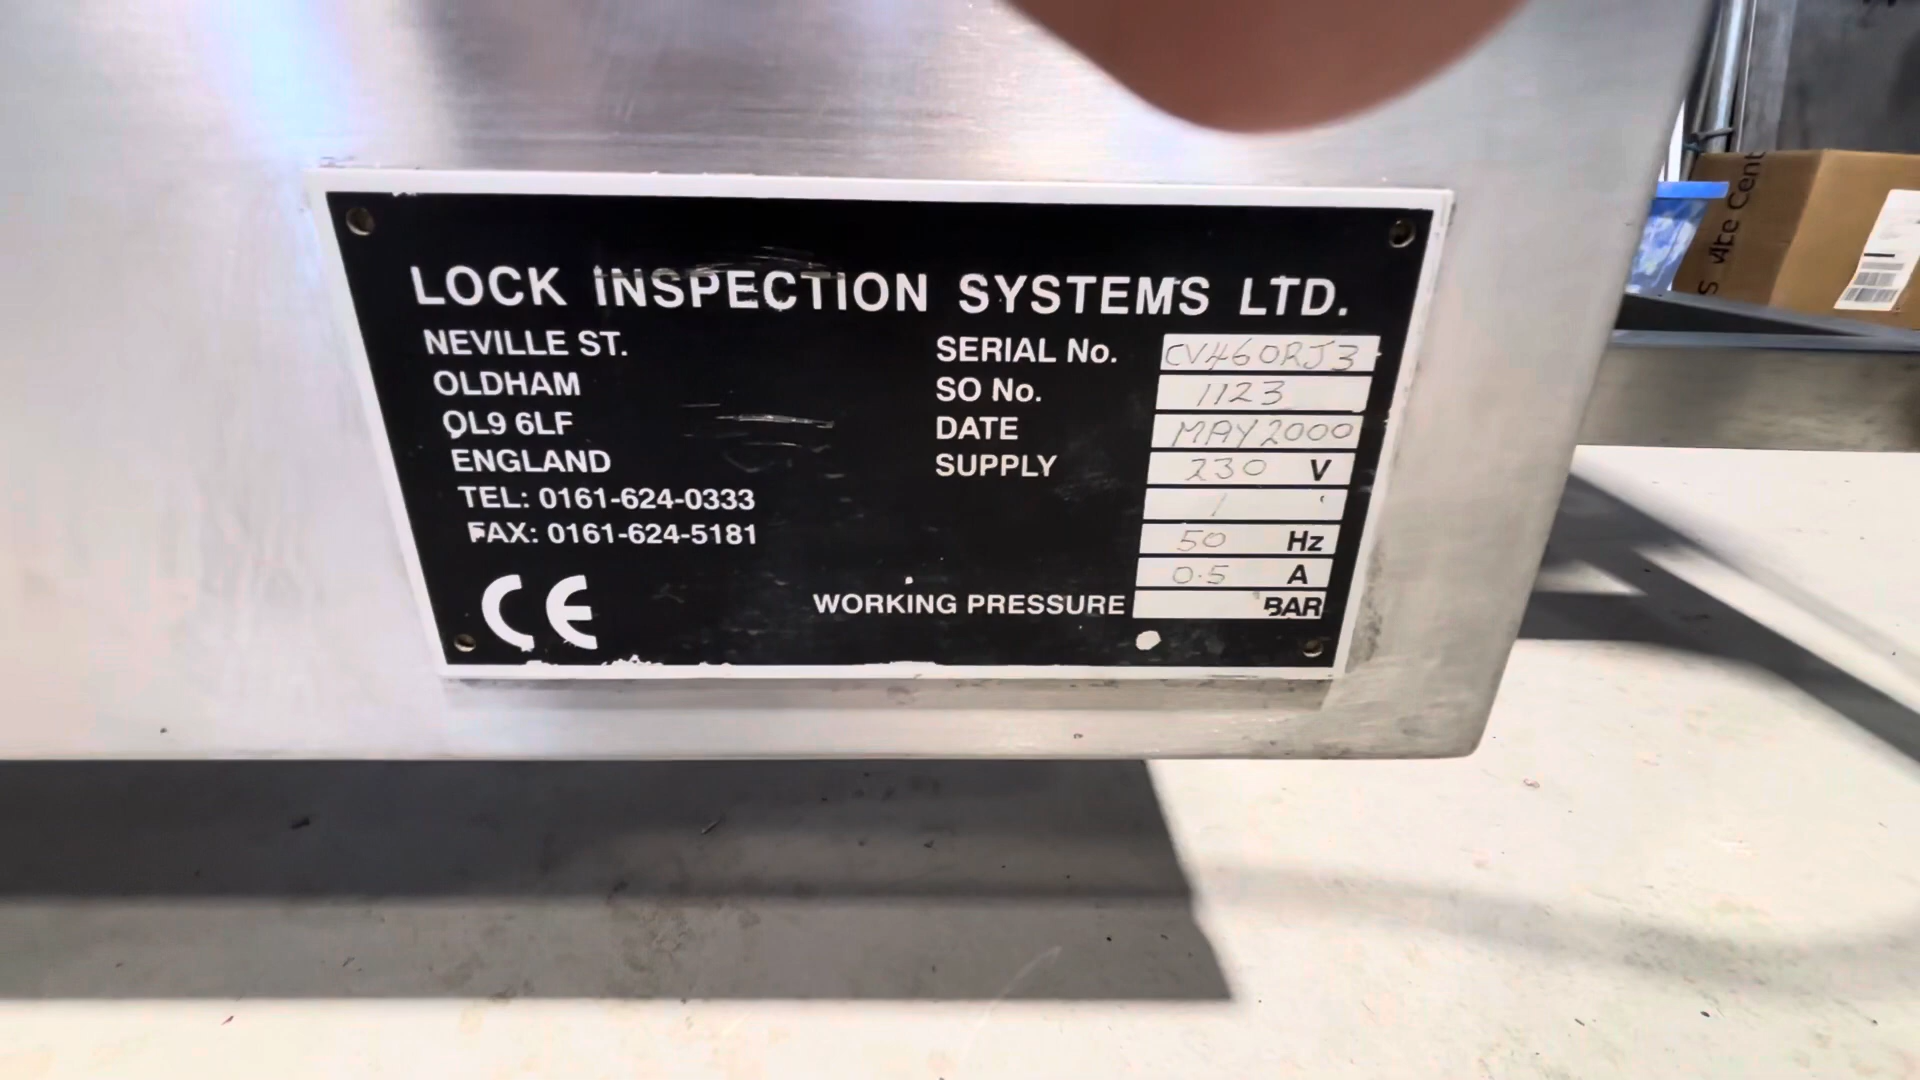 LOCK INSPECTION SYSTEMS LTD.
NEVILLE ST.
OLDHAM
OL9 6LF
ENGLAND
TEL: 0161-624-0333
FAX: 0161-624-5181
CE
SERIAL No. CV460RJ3
SO No. 1123
DATE MAY 2000
SUPPLY 230 V
1
50 Hz
0.5 A
WORKING PRESSURE BAR